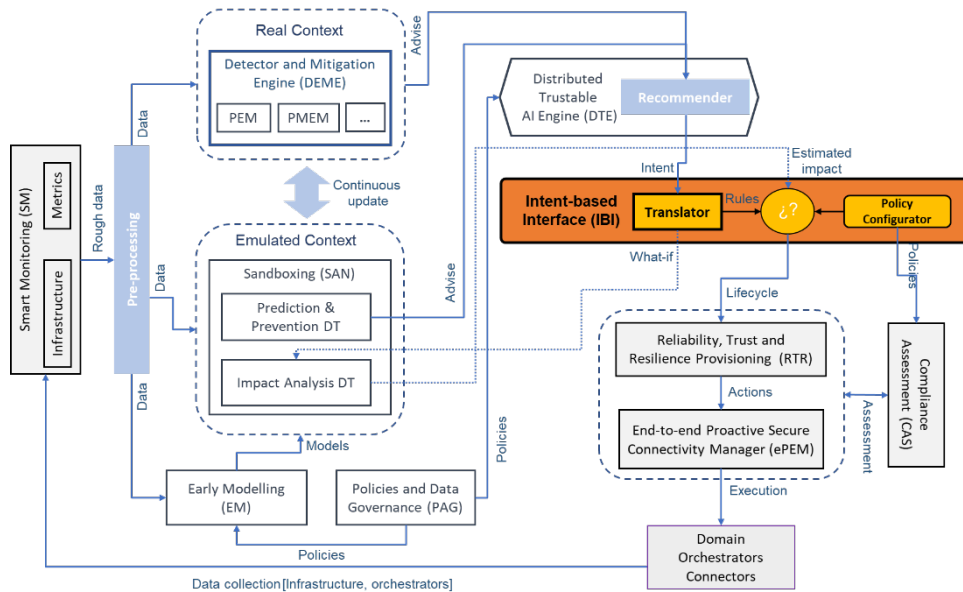 Real Context
Detector and Mitigation
Engine (DEME)
PEM
PMEM
...
Advise
Distributed
Trustable
AI Engine (DTE)
Recommender
Data
Smart Monitoring (SM)
Metrics
Infrastructure
Rough data
Pre-processing
Continuous
update
Intent
Estimated
impact
Intent-based
Interface (IBI)
Translator
Rules
¿?
Policy
Configurator
Emulated Context
Sandboxing (SAN)
Prediction &
Prevention DT
Impact Analysis DT
Data
Advise
What-if
Lifecycle
Policies
Reliability, Trust and
Resilience Provisioning (RTR)
Actions
End-to-end Proactive Secure
Connectivity Manager (ePEM)
Assessment
Compliance
Assessment (CAS)
Data
Models
Policies
Early Modelling
(EM)
Policies and Data
Governance (PAG)
Execution
Policies
Domain
Orchestrators
Connectors
Data collection[Infrastructure, orchestrators]